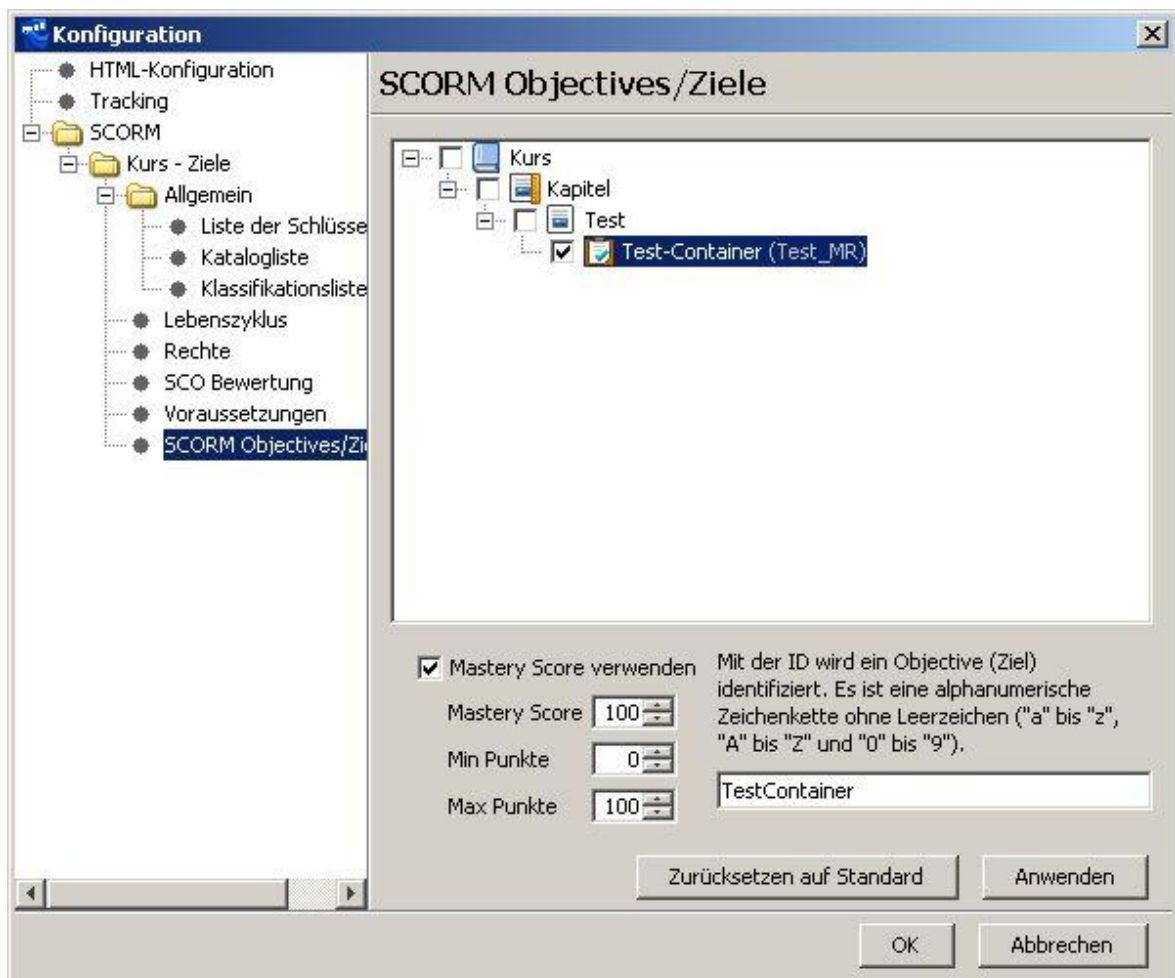 Konfiguration
HTML-Konfiguration
Tracking
SCORM
Kurs - Ziele
Allgemein
Liste der Schlüsse
Katalogliste
Klassifikationsliste
Lebenszyklus
Rechte
SCO Bewertung
Voraussetzungen
SCORM Objectives/Zie
SCORM Objectives/Ziele
Kurs
Kapitel
Test
Test-Container (Test_MR)
Mastery Score verwenden
Mastery Score 100
Min Punkte 0
Max Punkte 100
Mit der ID wird ein Objective (Ziel)
identifiziert. Es ist eine alphanumerische
Zeichenkette ohne Leerzeichen ("a" bis "z",
"A" bis "Z" und "0" bis "9").
TestContainer
Zurücksetzen auf Standard
Anwenden
OK
Abbrechen